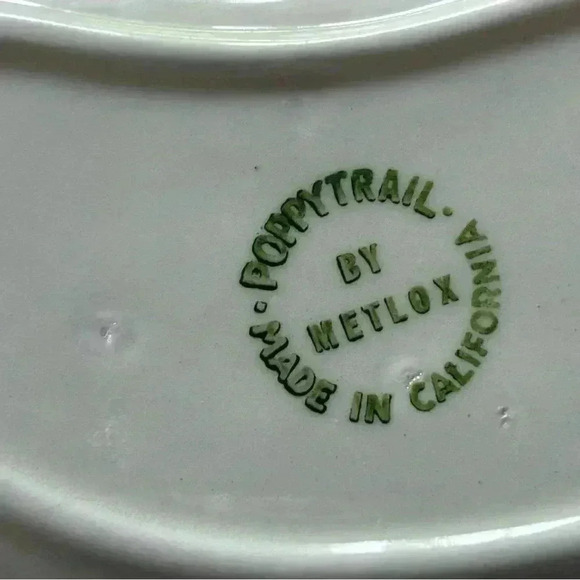 · POPPYTRAIL ·
BY
METLOX
MADE IN CALIFORNIA